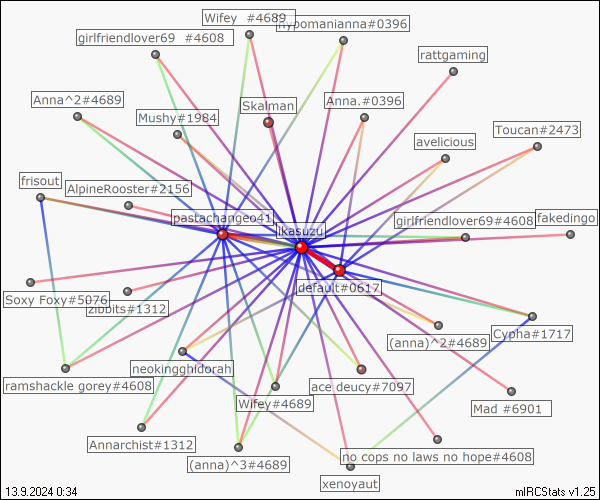 Wifey  #4689
hypomanianna#0396
girlfriendlover69  #4608
rattgaming
Anna^2#4689
Skalman
Anna.#0396
Mushy#1984
Toucan#2473
avelicious
frisout
AlpineRooster#2156
pastachangeo41
ikasuzu
girlfriendlover69#4608
fakedingo
default#0617
Soxy Foxy#5076
zibbits#1312
Cypha#1717
(anna)^2#4689
neokingghidorah
ramshackle gorey#4608
ace deucy#7097
Wifey#4689
Mad #6901
Annarchist#1312
no cops no laws no hope#4608
(anna)^3#4689
xenoyaut
13.9.2024 0:34
mIRCStats v1.25